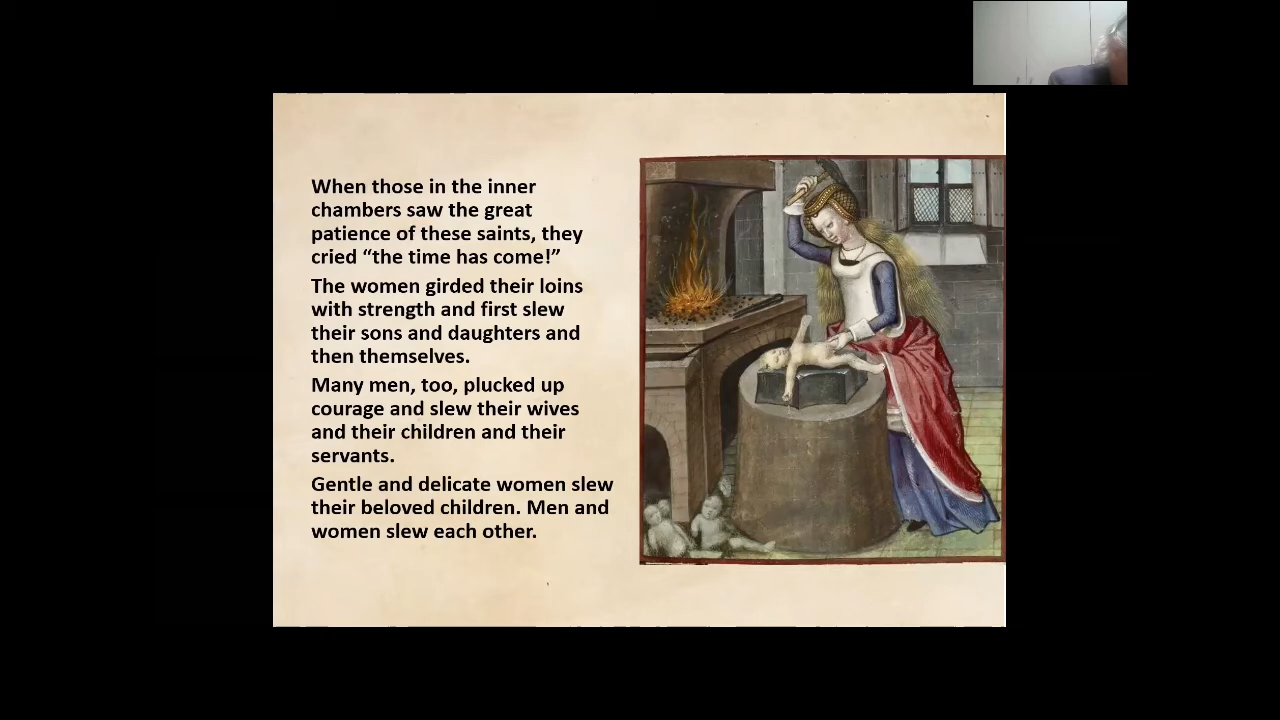 When those in the inner
chambers saw the great
patience of these saints, they
cried “the time has come!”
The women girded their loins
with strength and first slew
their sons and daughters and
then themselves.
Many men, too, plucked up
courage and slew their wives
and their children and their
servants.
Gentle and delicate women slew
their beloved children. Men and
women slew each other.